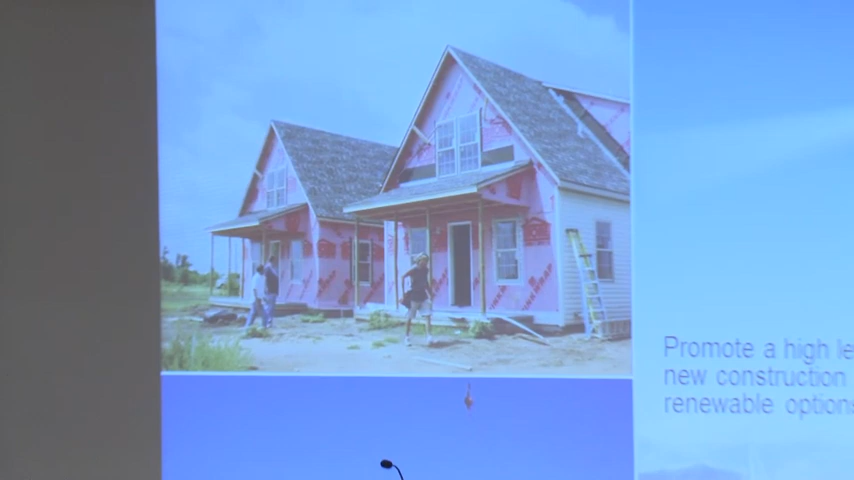 Promote a high le
new construction
renewable options